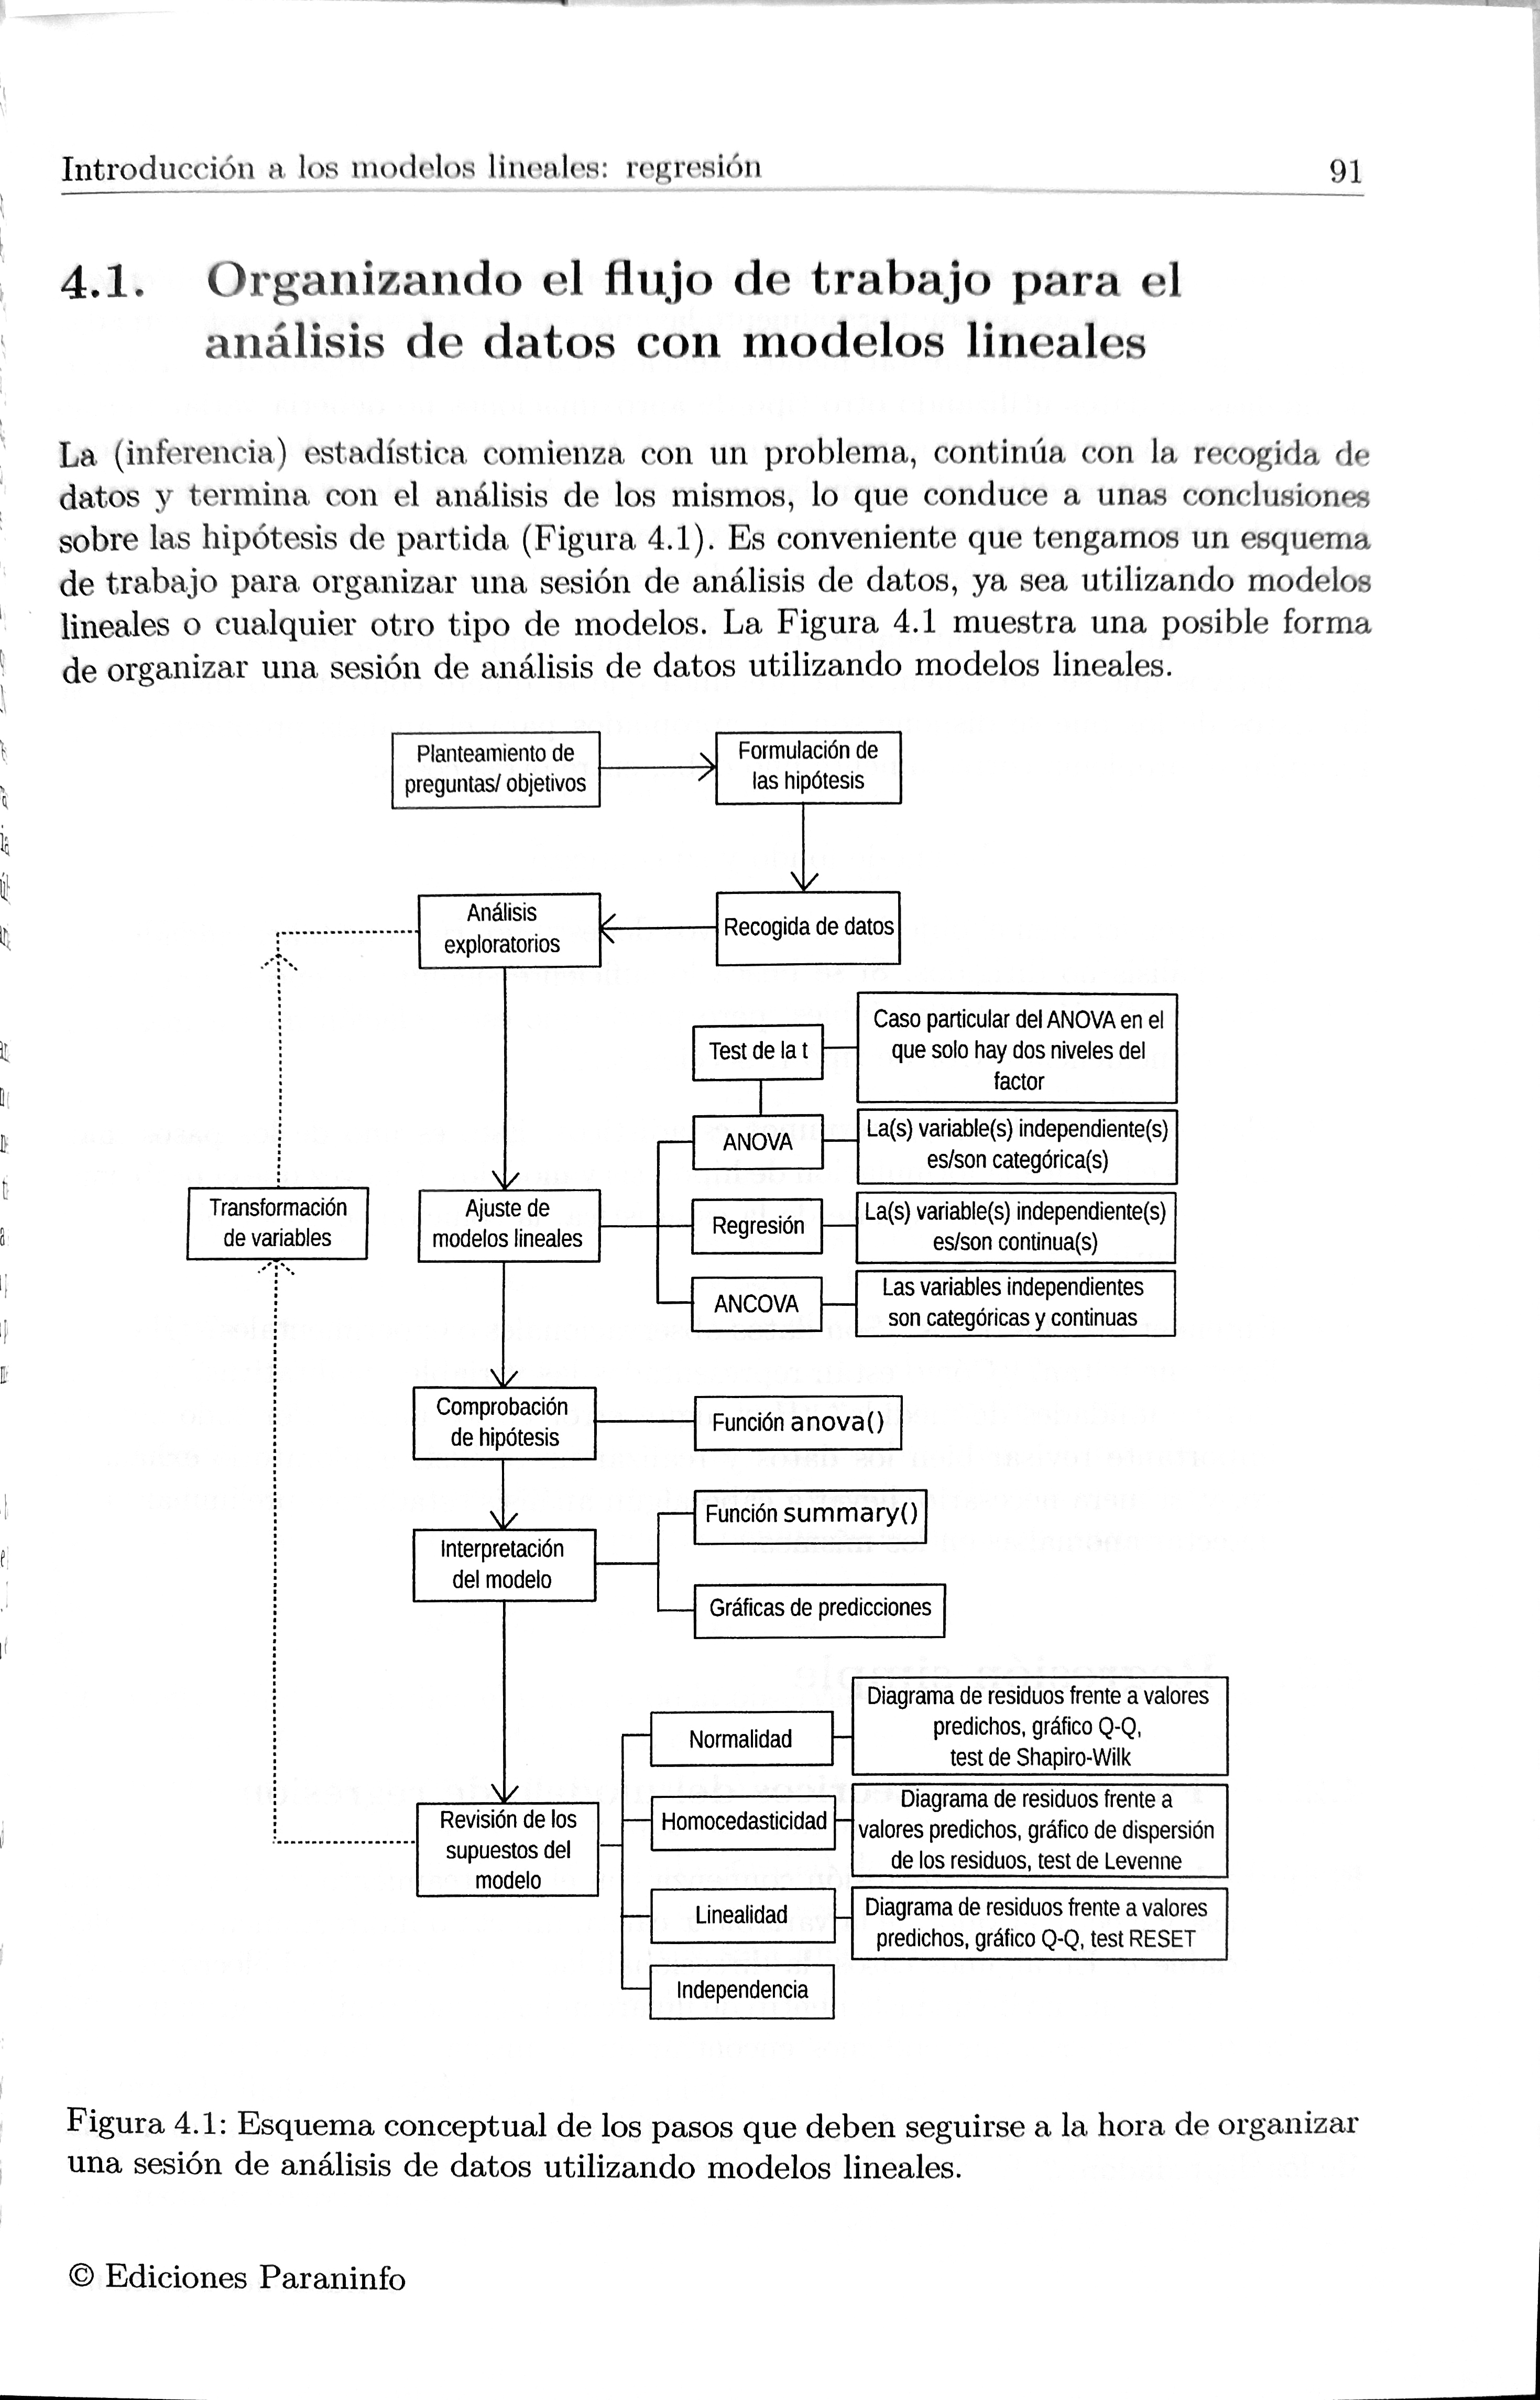 Introducción a los modelos lineales: regresión 91
4.1. Organizando el flujo de trabajo para el
análisis de datos con modelos lineales
La (inferencia) estadística comienza con un problema, continúa con la recogida de
datos y termina con el análisis de los mismos, lo que conduce a unas conclusiones
sobre las hipótesis de partida (Figura 4.1). Es conveniente que tengamos un esquema
de trabajo para organizar una sesión de análisis de datos, ya sea utilizando modelos
lineales o cualquier otro tipo de modelos. La Figura 4.1 muestra una posible forma
de organizar una sesión de análisis de datos utilizando modelos lineales.
Planteamiento de
preguntas/ objetivos
Formulación de
las hipótesis
Análisis
exploratorios
Recogida de datos
Test de la t
Caso particular del ANOVA en el
que solo hay dos niveles del
factor
ANOVA
La(s) variable(s) independiente(s)
es/son categórica(s)
Transformación
de variables
Ajuste de
modelos lineales
Regresión
La(s) variable(s) independiente(s)
es/son continua(s)
ANCOVA
Las variables independientes
son categóricas y continuas
Comprobación
de hipótesis
Función anova()
Interpretación
del modelo
Función summary()
Gráficas de predicciones
Revisión de los
supuestos del
modelo
Normalidad
Diagrama de residuos frente a valores
predichos, gráfico Q-Q,
test de Shapiro-Wilk
Homocedasticidad
Diagrama de residuos frente a
valores predichos, gráfico de dispersión
de los residuos, test de Levenne
Linealidad
Diagrama de residuos frente a valores
predichos, gráfico Q-Q, test RESET
Independencia
Figura 4.1: Esquema conceptual de los pasos que deben seguirse a la hora de organizar
una sesión de análisis de datos utilizando modelos lineales.
© Ediciones Paraninfo